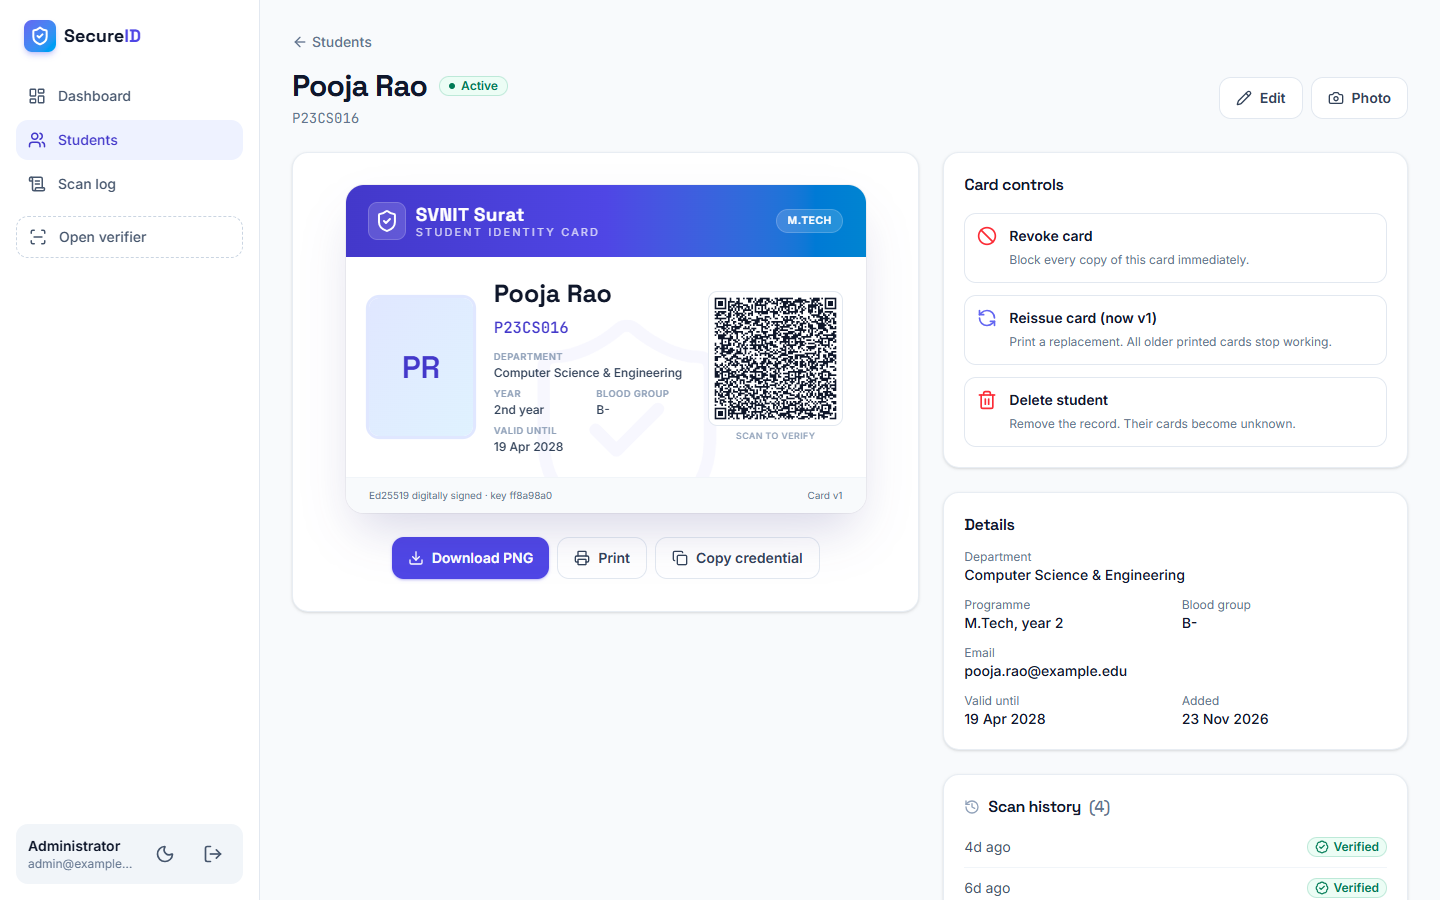 SecureID
Dashboard
Students
Scan log
Open verifier
Administrator
admin@example...
Students
Pooja Rao
Active
P23CS016
Edit
Photo
SVNIT Surat
STUDENT IDENTITY CARD
M.TECH
PR
Pooja Rao
P23CS016
DEPARTMENT
Computer Science & Engineering
YEAR
BLOOD GROUP
2nd year
B-
VALID UNTIL
19 Apr 2028
SCAN TO VERIFY
Ed25519 digitally signed · key ff8a98a0
Card v1
Download PNG
Print
Copy credential
Card controls
Revoke card
Block every copy of this card immediately.
Reissue card (now v1)
Print a replacement. All older printed cards stop working.
Delete student
Remove the record. Their cards become unknown.
Details
Department
Computer Science & Engineering
Programme
Blood group
M.Tech, year 2
B-
Email
pooja.rao@example.edu
Valid until
Added
19 Apr 2028
23 Nov 2026
Scan history (4)
4d ago
Verified
6d ago
Verified